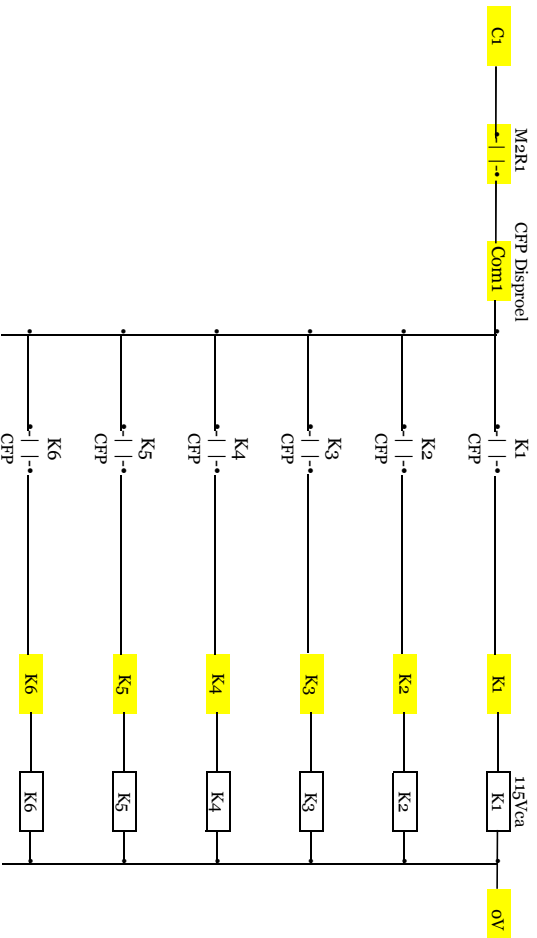 C1
M2R1
CFP Disproel
Com1
K1
CFP
K1
115Vca
K1
0V
K2
CFP
K2
K2
K3
CFP
K3
K3
K4
CFP
K4
K4
K5
CFP
K5
K5
K6
CFP
K6
K6